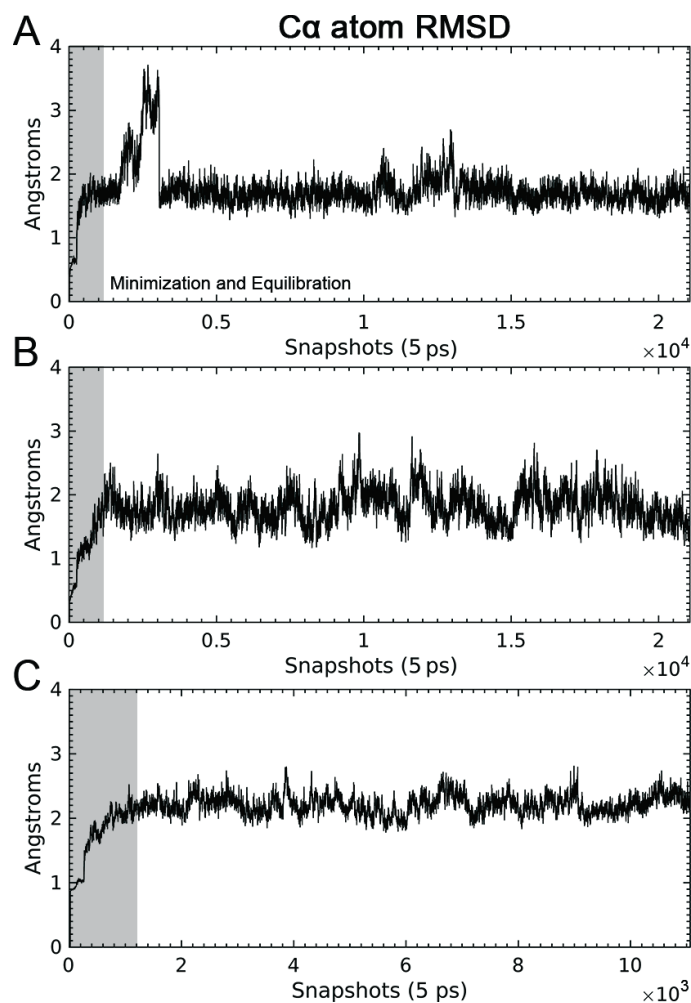 Cα atom RMSD
A
4
3
2
1
0
Angstroms
Minimization and Equilibration
0 0.5 1 1.5 2
Snapshots (5 ps)
×10⁴
B
4
3
2
1
0
Angstroms
0 0.5 1 1.5 2
Snapshots (5 ps)
×10⁴
C
4
3
2
1
0
Angstroms
0 2 4 6 8 10
Snapshots (5 ps)
×10³